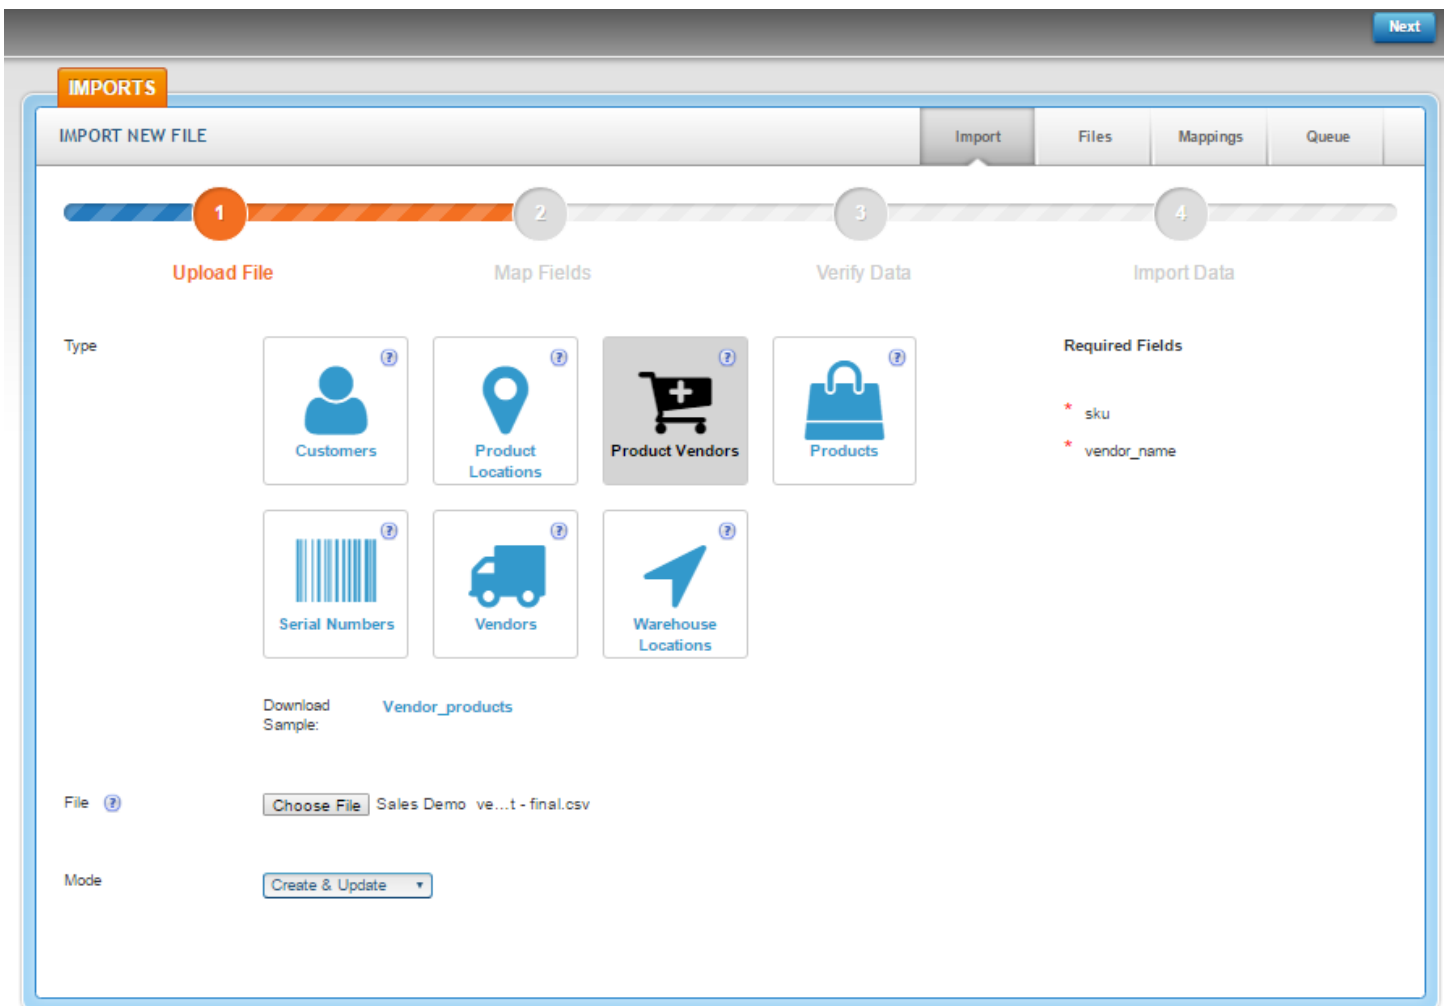 Next
IMPORTS
IMPORT NEW FILE
Import
Files
Mappings
Queue
1
2
3
4
Upload File
Map Fields
Verify Data
Import Data
Type
?
?
?
?
Customers
Product
Locations
Product Vendors
Products
Required Fields
* sku
* vendor_name
?
?
?
Serial Numbers
Vendors
Warehouse
Locations
Download
Sample:
Vendor_products
File ?
Choose File Sales Demo ve...t - final.csv
Mode
Create & Update